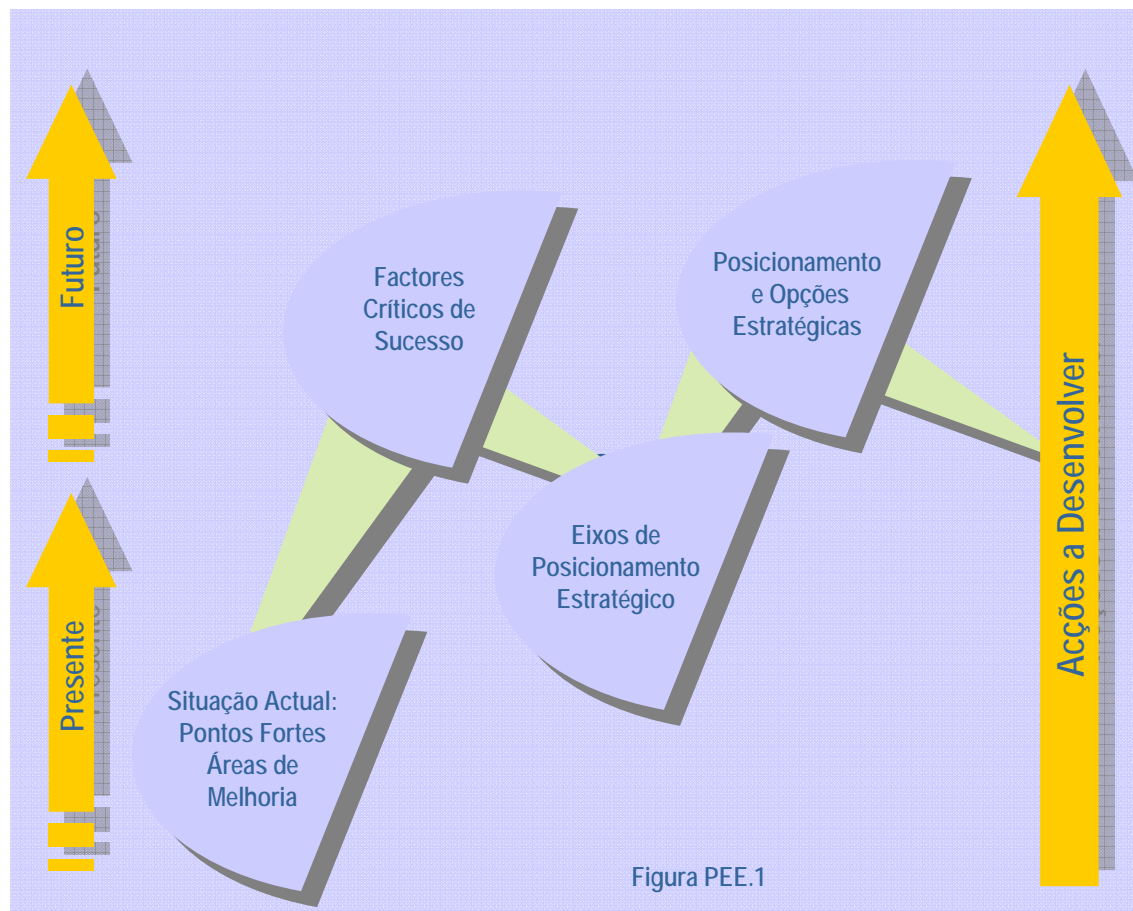 Futuro
Presente
Factores
Críticos de
Sucesso
Posicionamento
e Opções
Estratégicas
Eixos de
Posicionamento
Estratégico
Situação Actual:
Pontos Fortes
Áreas de
Melhoria
Acções a Desenvolver
Figura PEE.1